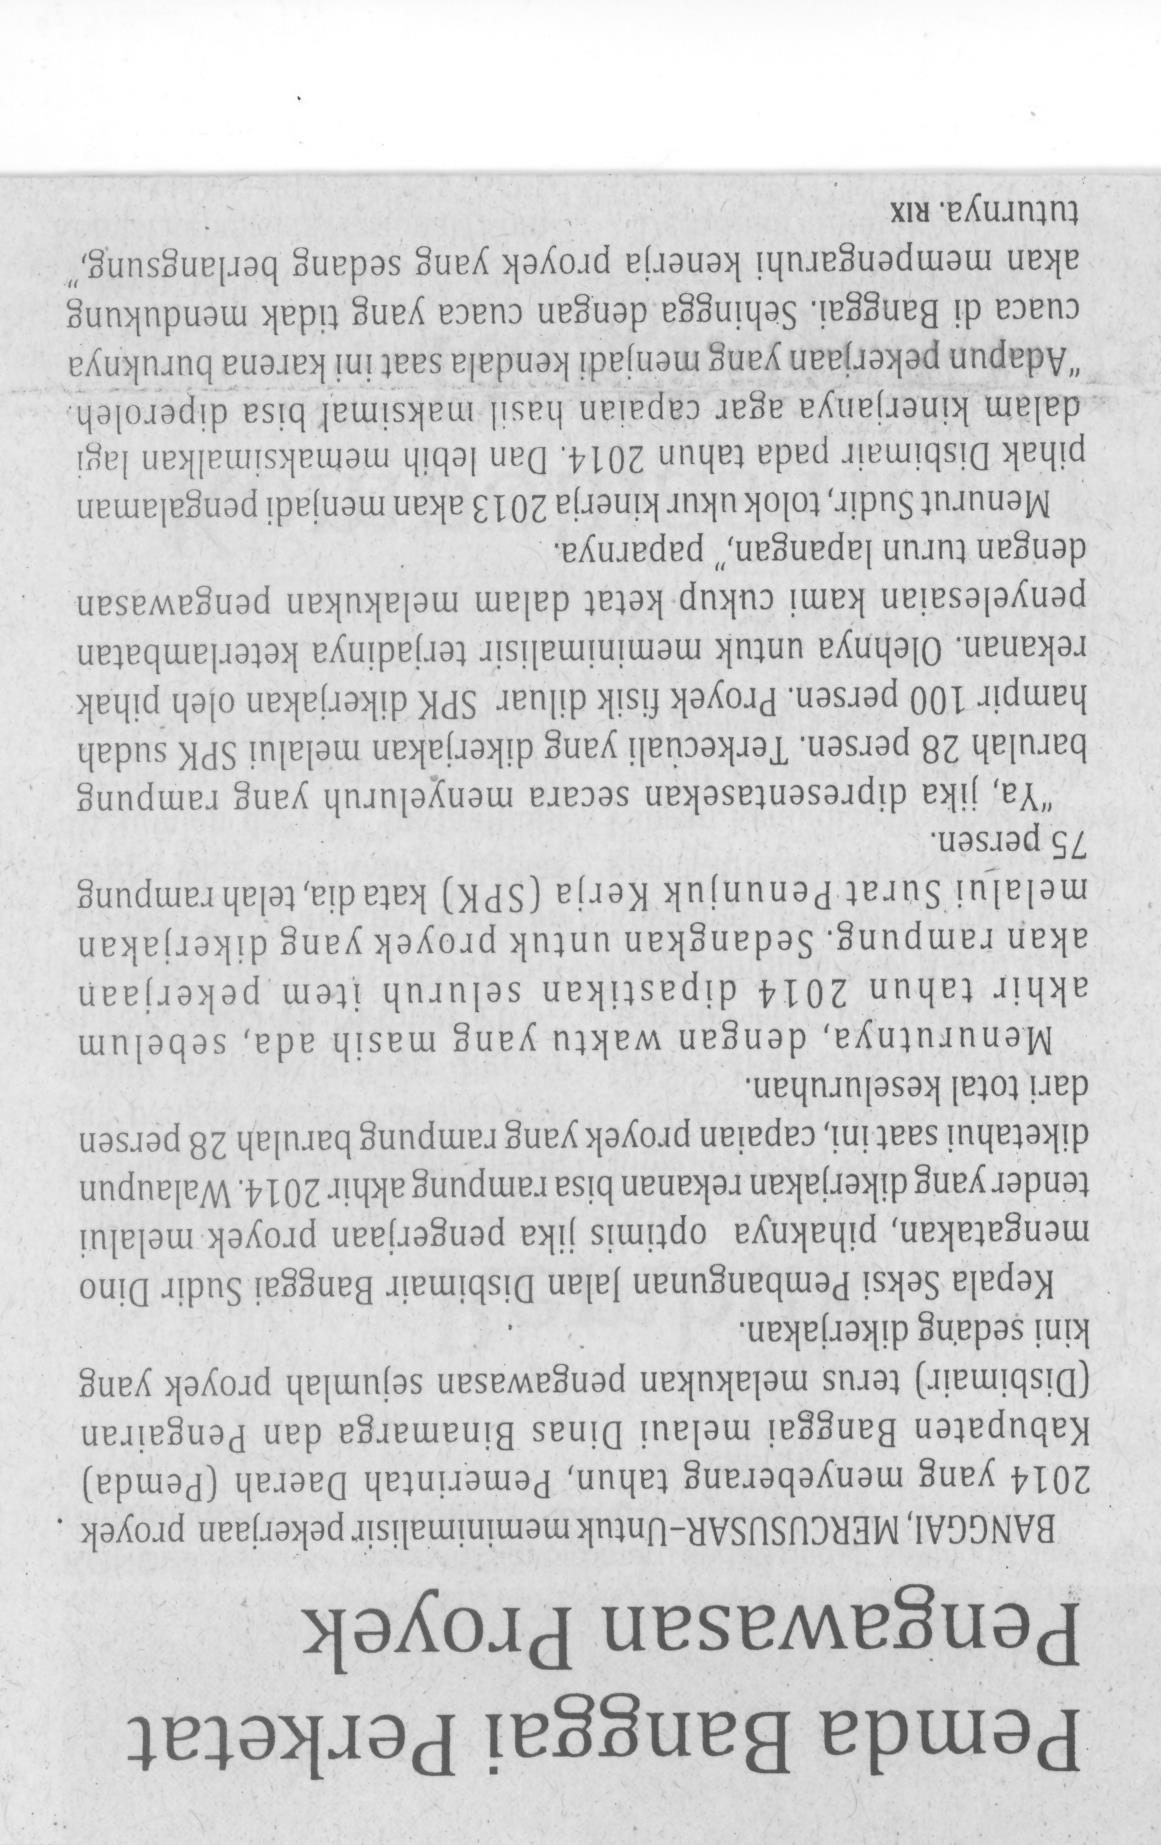 Pemda Banggai Perketat
Pengawasan Proyek
BANGGAI, MERCUSUSAR-Untuk meminimalisir pekerjaan proyek
2014 yang menyeberang tahun, Pemerintah Daerah (Pemda)
Kabupaten Banggai melaui Dinas Binamarga dan Pengairan
(Disbimair) terus melakukan pengawasan sejumlah proyek yang
kini sedang dikerjakan.
Kepala Seksi Pembangunan Jalan Disbimair Banggai Sudir Dino
mengatakan, pihaknya optimis jika pengerjaan proyek melalui
tender yang dikerjakan rekanan bisa rampung akhir 2014. Walaupun
diketahui saat ini, capaian proyek yang rampung barulah 28 persen
dari total keseluruhan.
Menurutnya, dengan waktu yang masih ada, sebelum
akhir tahun 2014 dipastikan seluruh item pekerjaan
akan rampung. Sedangkan untuk proyek yang dikerjakan
melalui Surat Penunjuk Kerja (SPK) kata dia, telah rampung
75 persen.
"Ya, jika dipresentasekan secara menyeluruh yang rampung
barulah 28 persen. Terkecuali yang dikerjakan melalui SPK sudah
hampir 100 persen. Proyek fisik diluar SPK dikerjakan oleh pihak
rekanan. Olehnya untuk meminimalisir terjadinya keterlambatan
penyelesaian kami cukup ketat dalam melakukan pengawasan
dengan turun lapangan," paparnya.
Menurut Sudir, tolok ukur kinerja 2013 akan menjadi pengalaman
pihak Disbimair pada tahun 2014. Dan lebih memaksimalkan lagi
dalam kinerjanya agar capaian hasil maksimal bisa diperoleh.
"Adapun pekerjaan yang menjadi kendala saat ini karena buruknya
cuaca di Banggai. Sehingga dengan cuaca yang tidak mendukung
akan mempengaruhi kenerja proyek yang sedang berlangsung,"
tuturnya. RIX